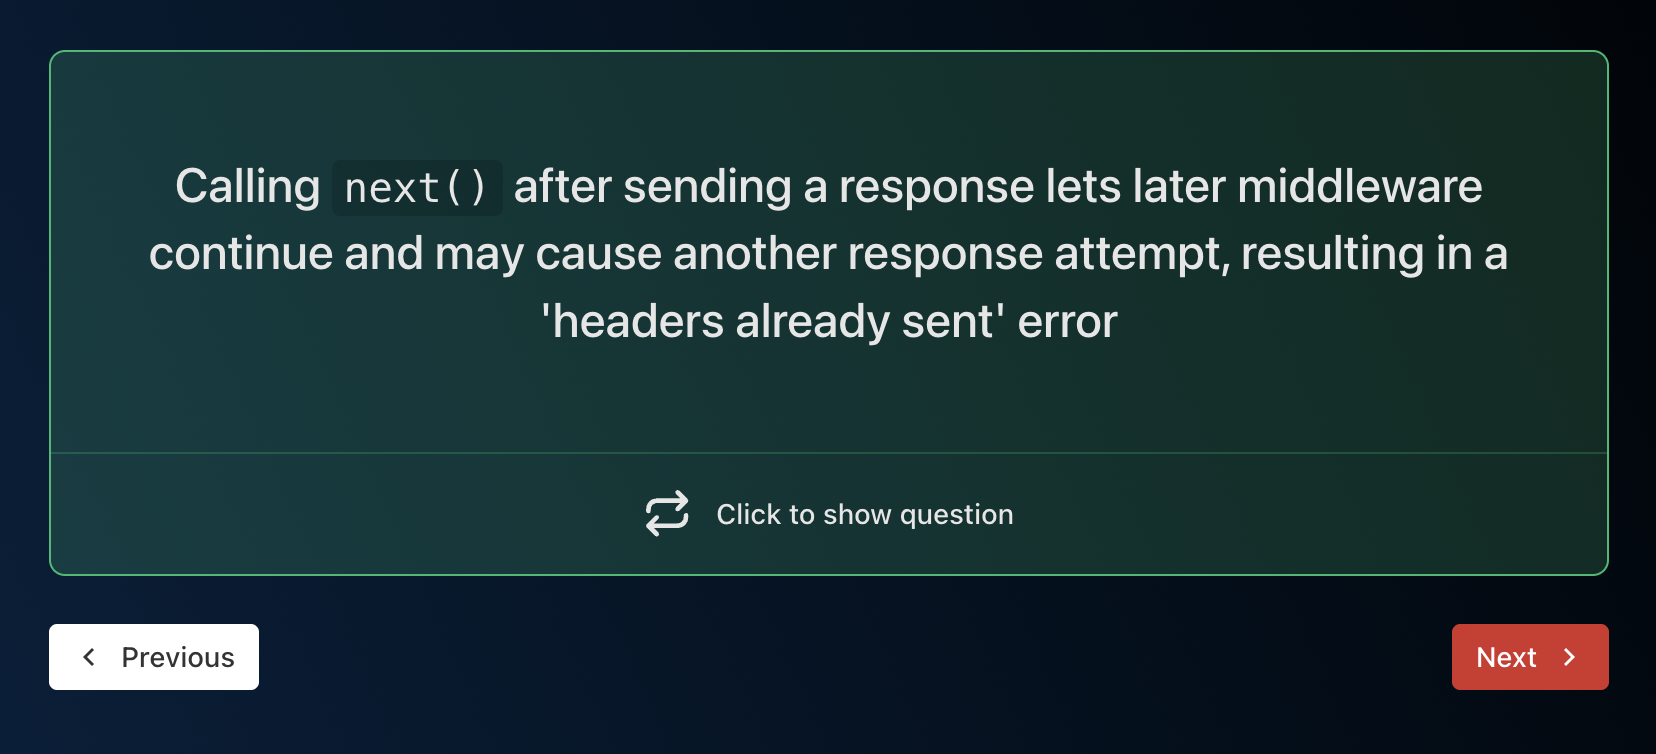 Calling next() after sending a response lets later middleware
continue and may cause another response attempt, resulting in a
'headers already sent' error
Click to show question
Previous
Next